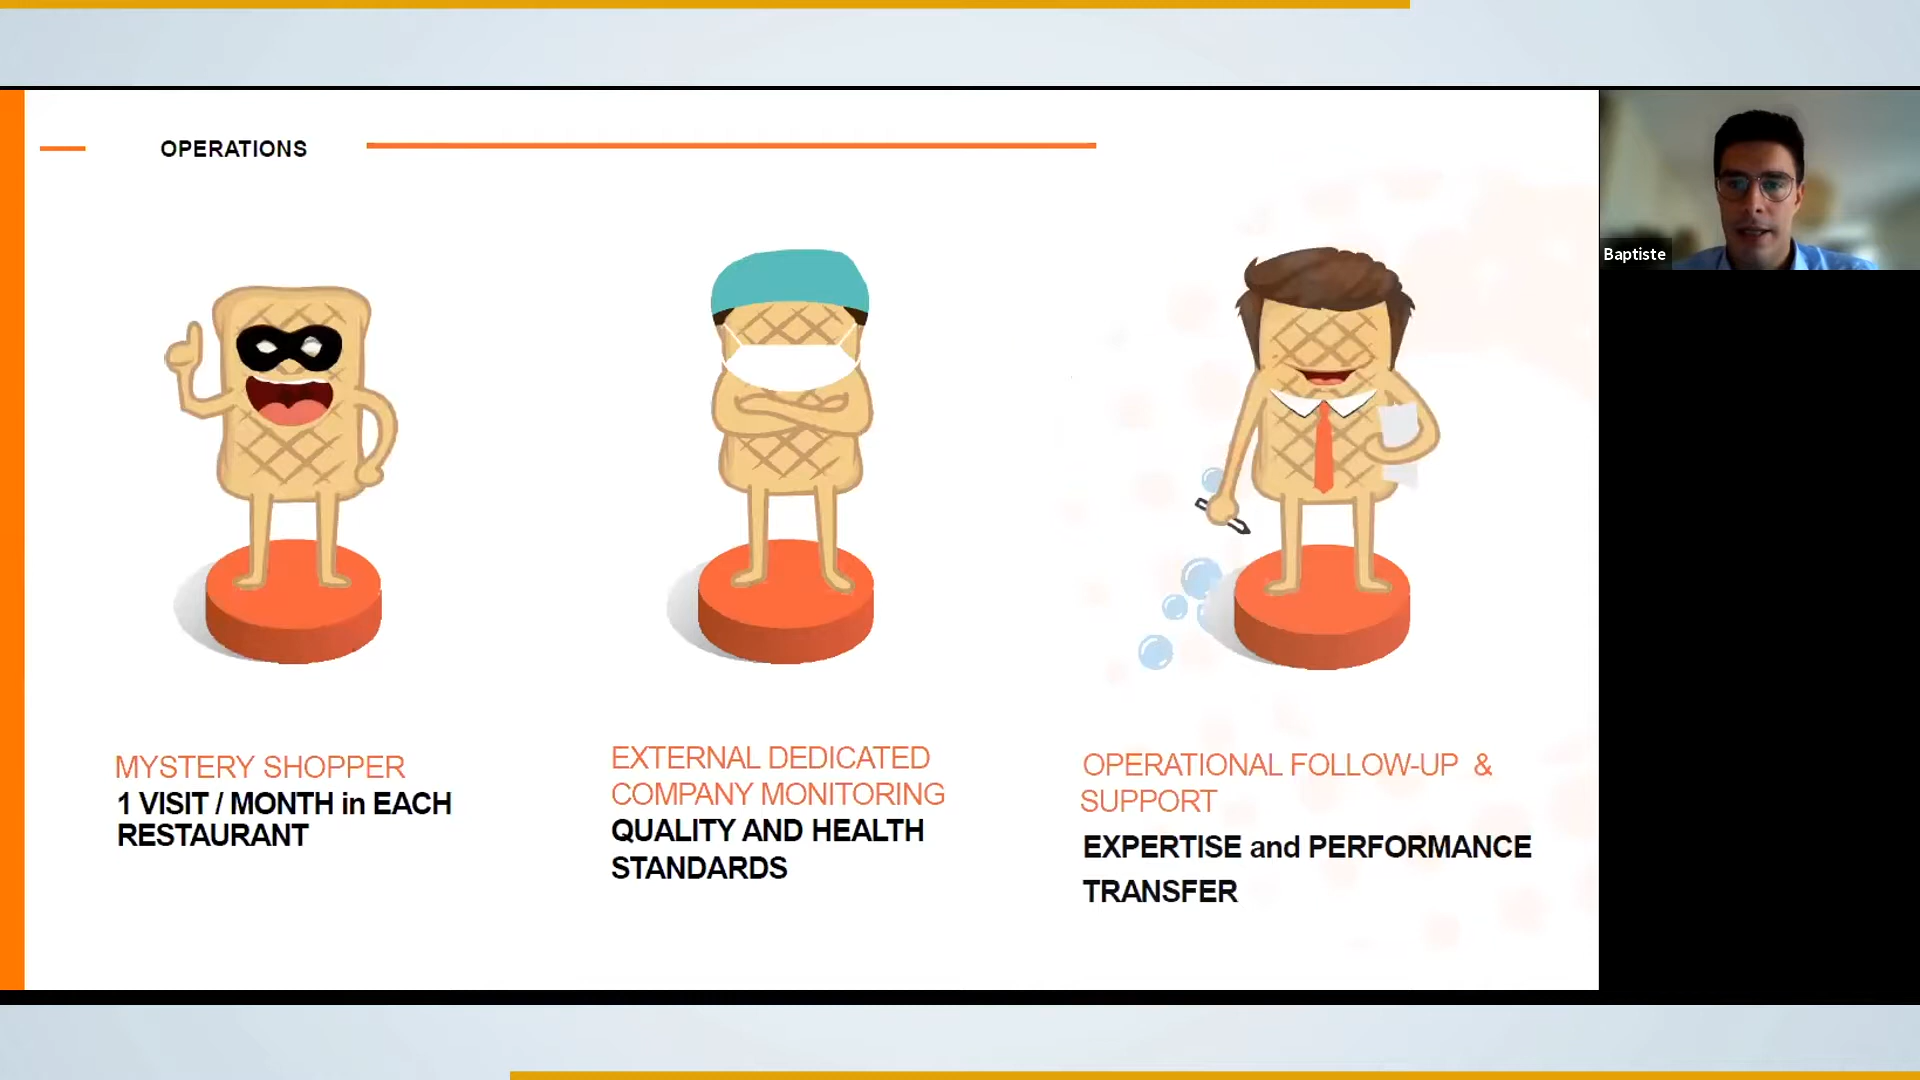 OPERATIONS
Baptiste
MYSTERY SHOPPER
1 VISIT / MONTH in EACH
RESTAURANT
EXTERNAL DEDICATED
COMPANY MONITORING
QUALITY AND HEALTH
STANDARDS
OPERATIONAL FOLLOW-UP &
SUPPORT
EXPERTISE and PERFORMANCE
TRANSFER